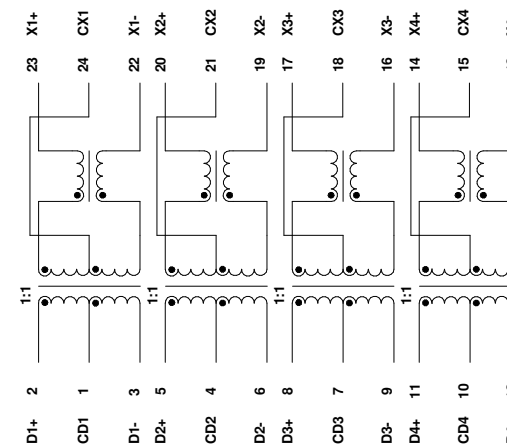 X1+ CX1 X1- X2+ CX2 X2- X3+ CX3 X3- X4+ CX4
23 24 22 20 21 19 17 18 16 14 15
1:1 1:1 1:1 1:1
2 1 3 5 4 6 8 7 9 11 10
D1+ CD1 D1- D2+ CD2 D2- D3+ CD3 D3- D4+ CD4